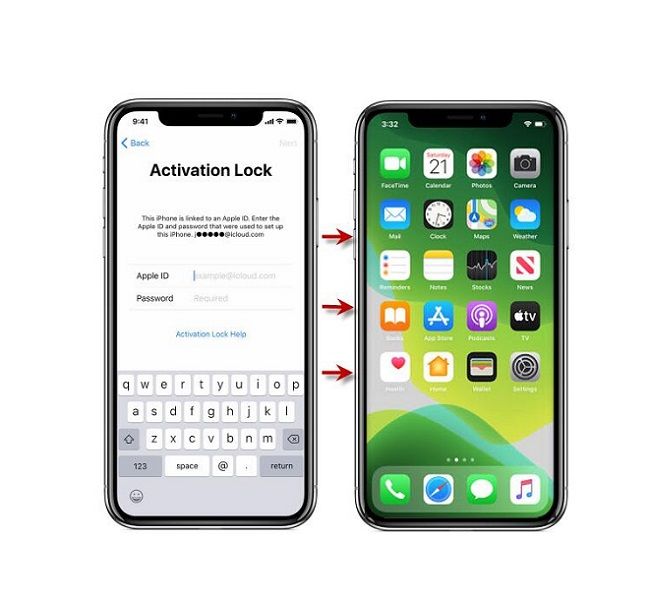 9:41
Back
Next
Activation Lock
This iPhone is linked to an Apple ID. Enter the
Apple ID and password that were used to set up
this iPhone. j●●●●●@icloud.com
Apple ID example@icloud.com
Password Required
Activation Lock Help
q w e r t y u i o p
a s d f g h j k l
z x c v b n m
123 space @ . return
3:32
Saturday
21
FaceTime Calendar Photos Camera
Mail Clock Maps Weather
Reminders Notes Stocks News
tv
Books App Store Podcasts TV
Health Home Wallet Settings